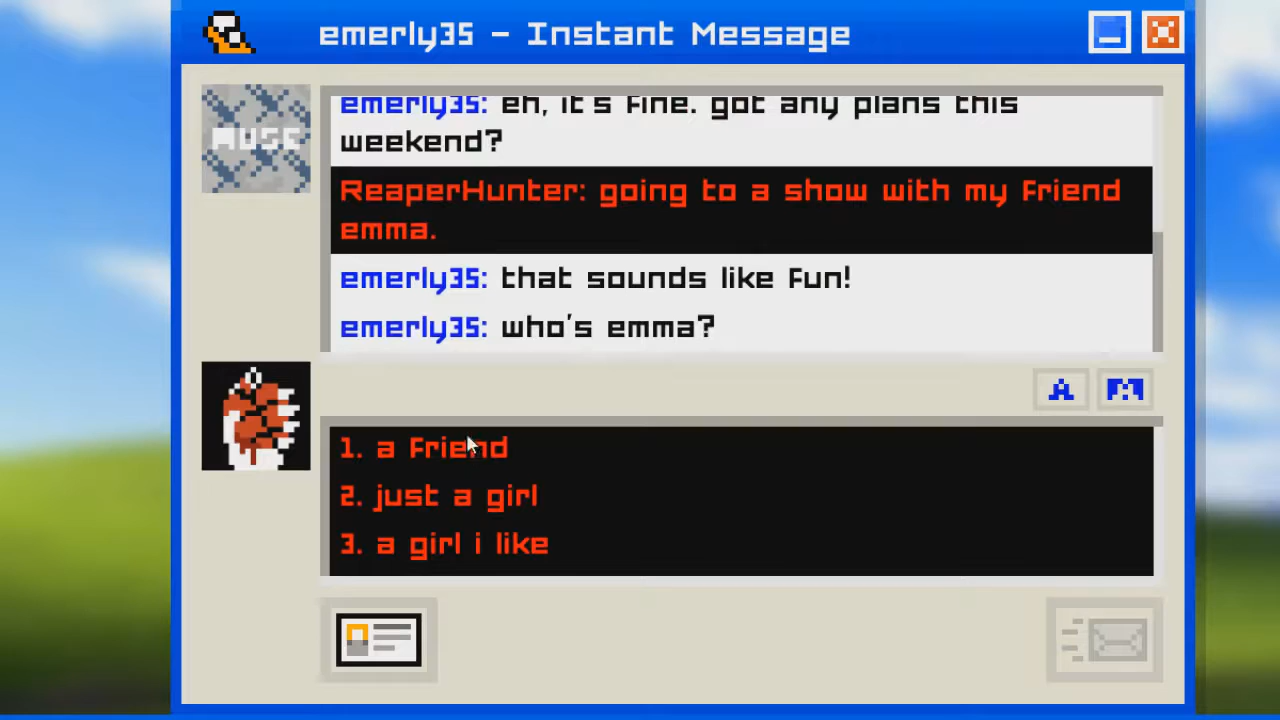 emerly35 - Instant Message
emerly35: eh, it's fine. got any plans this
weekend?
MUSE
ReaperHunter: going to a show with my friend
emma.
emerly35: that sounds like fun!
emerly35: who's emma?
A
1. a friend
2. just a girl
3. a girl i like